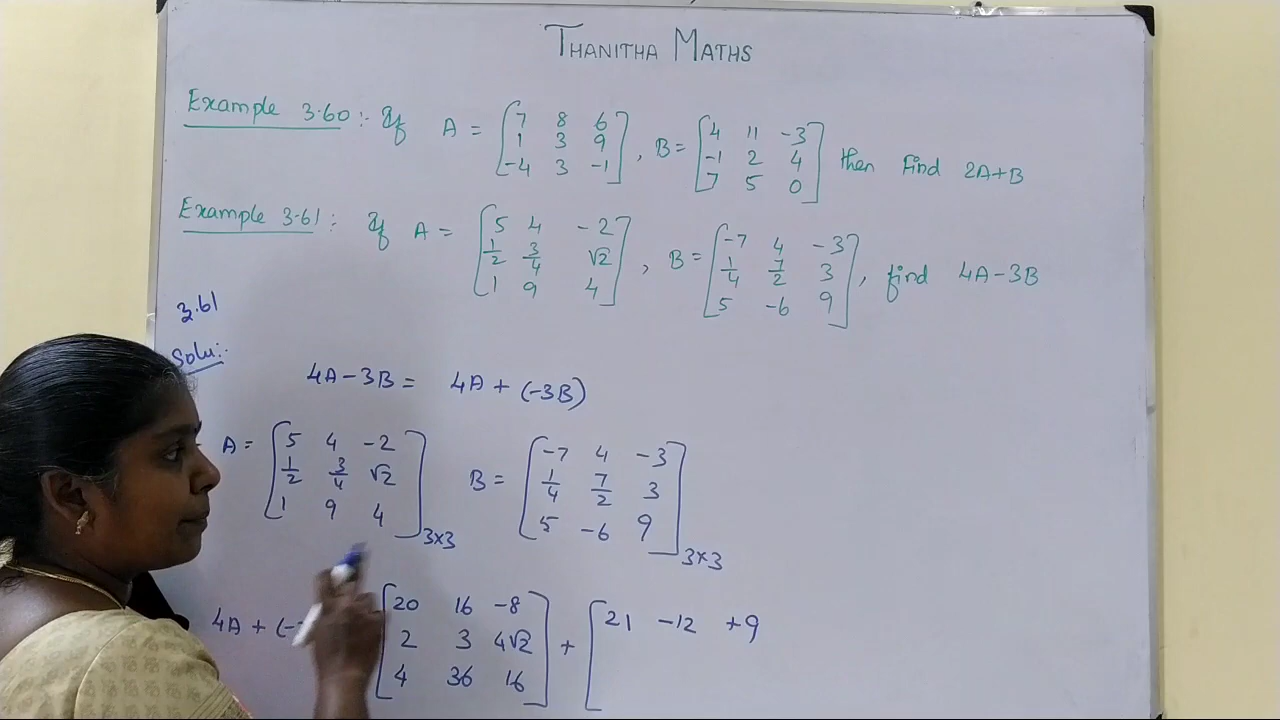 THANITHA MATHS
Example 3.60 :- If A = [7 8 6
1 3 9
-4 3 -1] , B = [4 11 -3
-1 2 4
7 5 0] then Find 2A+B
Example 3.61 : If A = [5 4 -2
1/2 3/4 √2
1 9 4] , B = [-7 4 -3
1/4 7/2 3
5 -6 9] , find 4A-3B
3.61
Solu:-
4A-3B = 4A + (-3B)
A = [5 4 -2
1/2 3/4 √2
1 9 4]3×3 B = [-7 4 -3
1/4 7/2 3
5 -6 9]3×3
4A + (- [20 16 -8
2 3 4√2
4 36 16] + [21 -12 +9